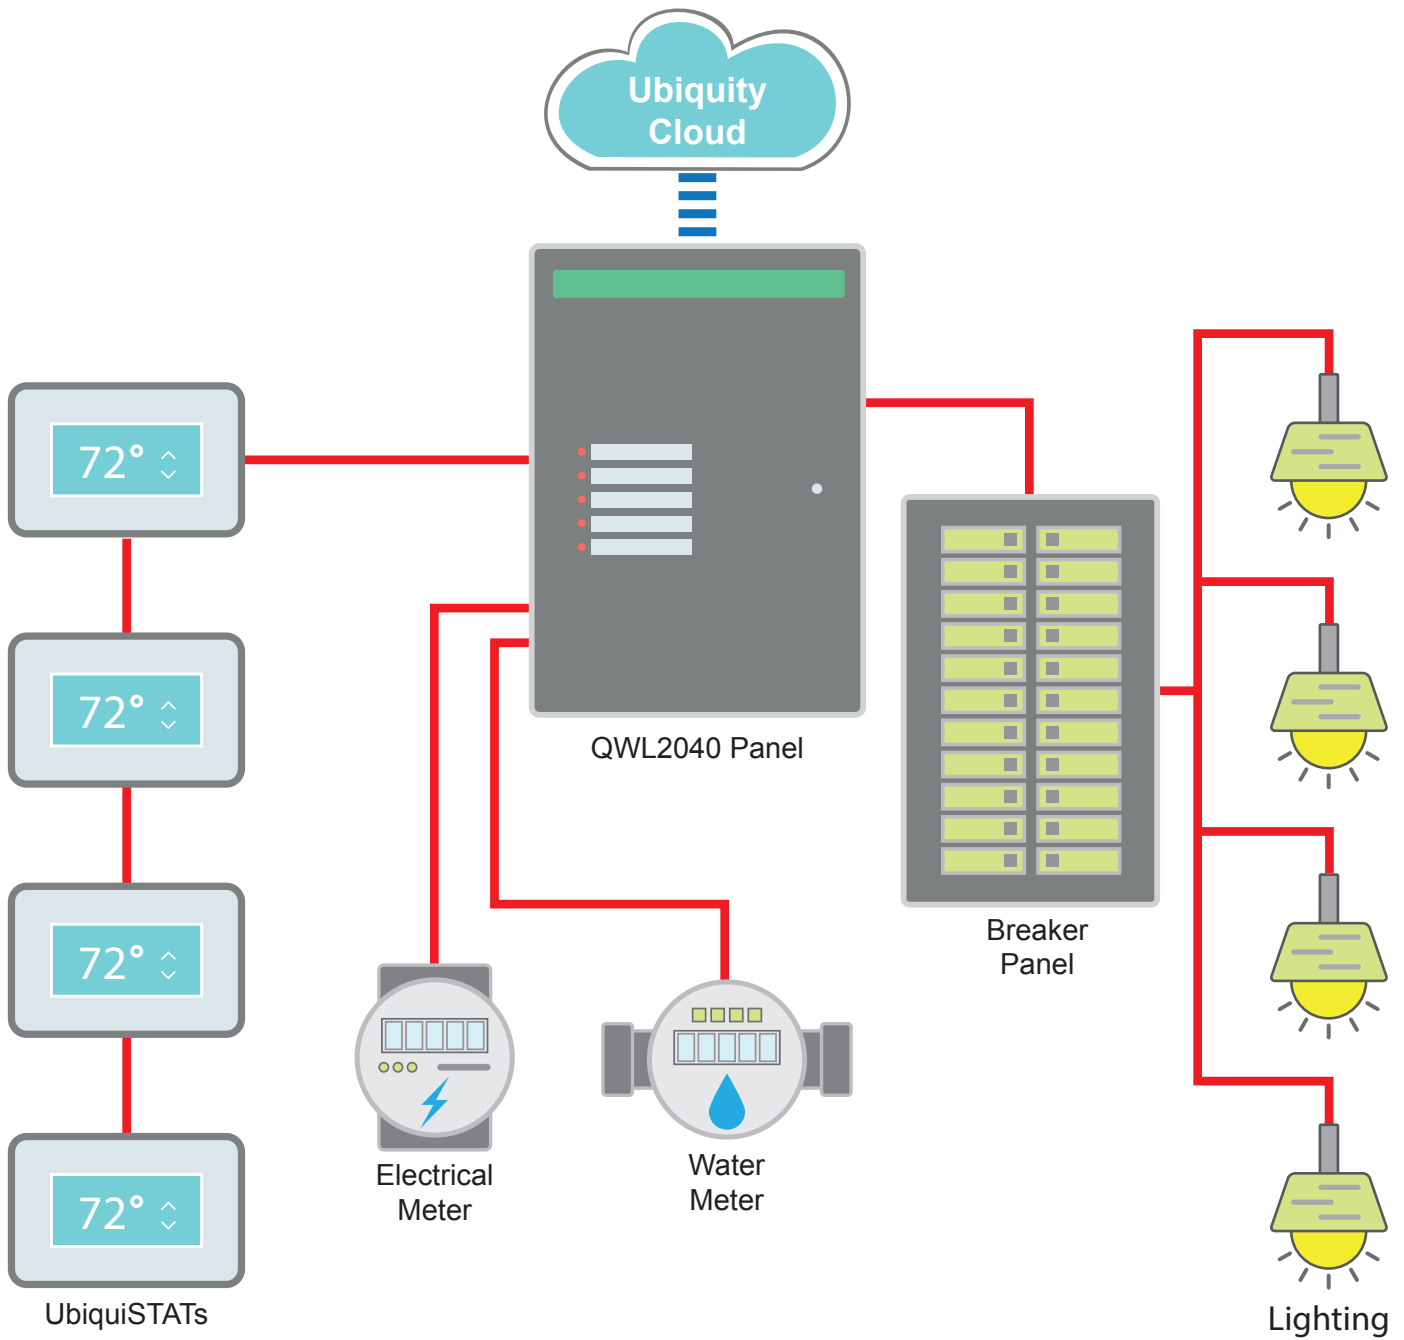 Ubiquity
Cloud
72°
72°
72°
72°
UbiquiSTATs
QWL2040 Panel
Electrical
Meter
Water
Meter
Breaker
Panel
Lighting